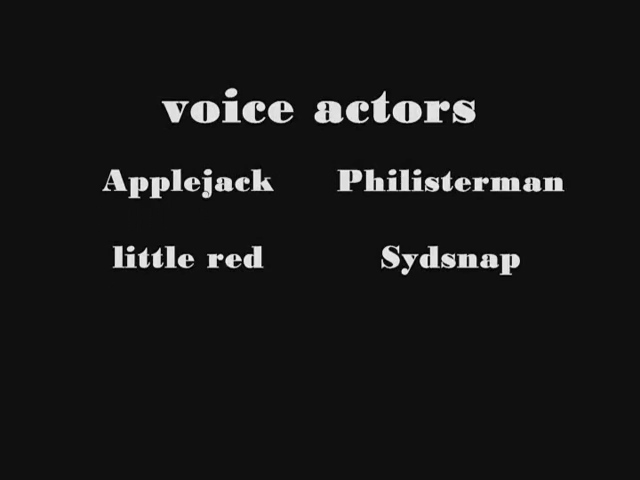 voice actors
Applejack Philisterman
little red Sydsnap